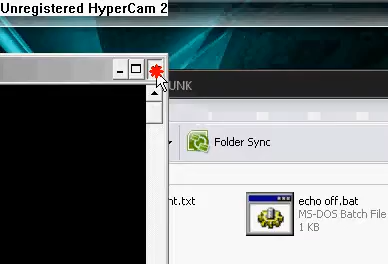 Unregistered HyperCam 2
UNK
Folder Sync
nt.txt
echo off.bat
MS-DOS Batch File
1 KB